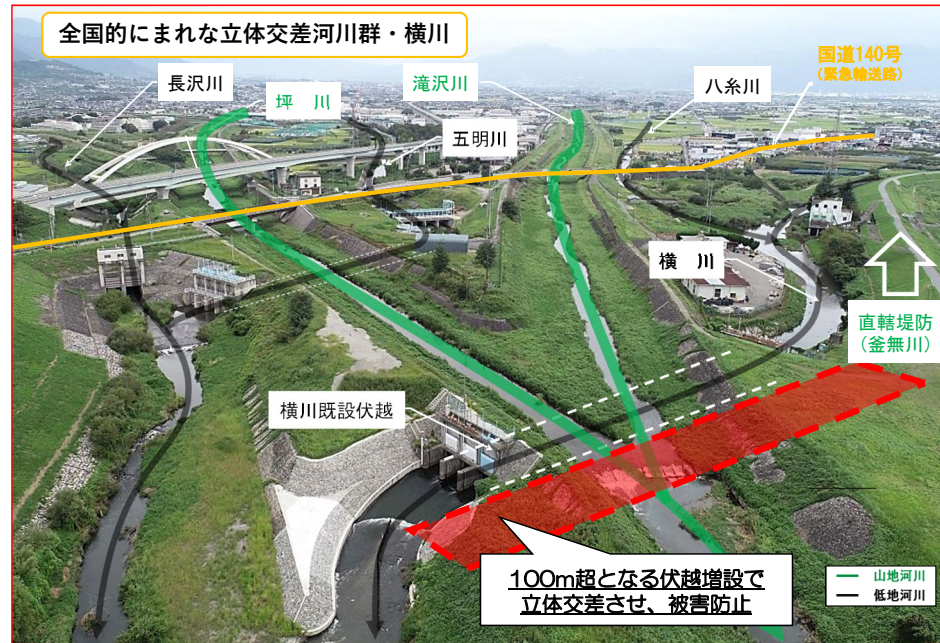 全国的にまれな立体交差河川群・横川
国道140号
(緊急輸送路)
長沢川
坪　川
滝沢川
八糸川
五明川
横　川
直轄堤防
(釜無川)
横川既設伏越
100m超となる伏越増設で
立体交差させ、被害防止
山地河川
低地河川